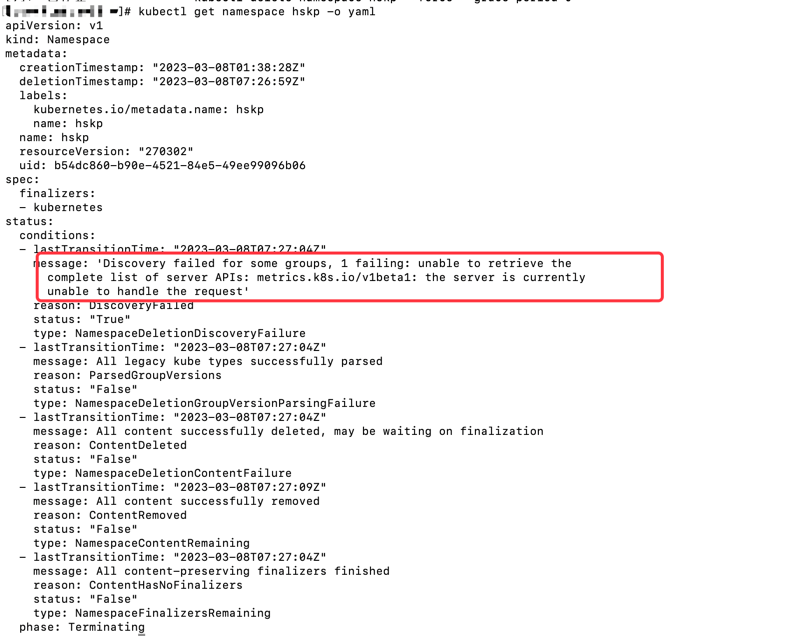 ]# kubectl get namespace hskp -o yaml
apiVersion: v1
kind: Namespace
metadata:
  creationTimestamp: "2023-03-08T01:38:28Z"
  deletionTimestamp: "2023-03-08T07:26:59Z"
  labels:
    kubernetes.io/metadata.name: hskp
    name: hskp
  name: hskp
  resourceVersion: "270302"
  uid: b54dc860-b90e-4521-84e5-49ee99096b06
spec:
  finalizers:
  - kubernetes
status:
  conditions:
  - lastTransitionTime: "2023-03-08T07:27:04Z"
    message: 'Discovery failed for some groups, 1 failing: unable to retrieve the
      complete list of server APIs: metrics.k8s.io/v1beta1: the server is currently
      unable to handle the request'
    reason: DiscoveryFailed
    status: "True"
    type: NamespaceDeletionDiscoveryFailure
  - lastTransitionTime: "2023-03-08T07:27:04Z"
    message: All legacy kube types successfully parsed
    reason: ParsedGroupVersions
    status: "False"
    type: NamespaceDeletionGroupVersionParsingFailure
  - lastTransitionTime: "2023-03-08T07:27:04Z"
    message: All content successfully deleted, may be waiting on finalization
    reason: ContentDeleted
    status: "False"
    type: NamespaceDeletionContentFailure
  - lastTransitionTime: "2023-03-08T07:27:09Z"
    message: All content successfully removed
    reason: ContentRemoved
    status: "False"
    type: NamespaceContentRemaining
  - lastTransitionTime: "2023-03-08T07:27:04Z"
    message: All content-preserving finalizers finished
    reason: ContentHasNoFinalizers
    status: "False"
    type: NamespaceFinalizersRemaining
  phase: Terminating